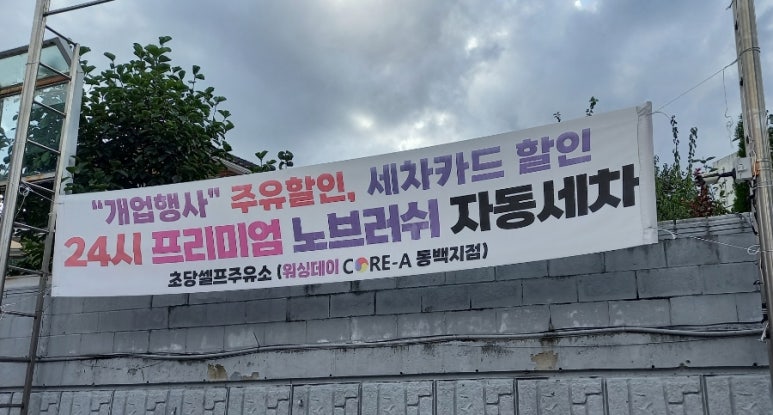 "개업행사" 주유할인, 세차카드 할인
24시 프리미엄 노브러쉬 자동세차
초당셀프주유소 (워싱데이 CORE-A 동백지점)